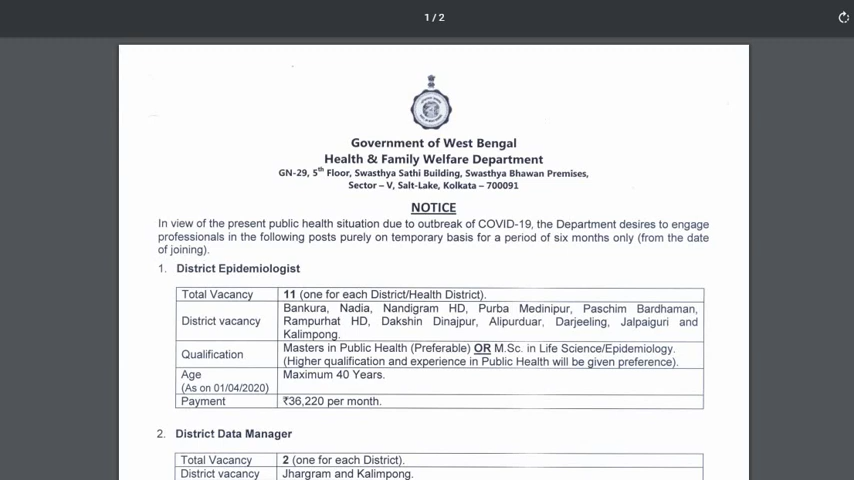 1 / 2
Government of West Bengal
Health & Family Welfare Department
GN-29, 5th Floor, Swasthya Sathi Building, Swasthya Bhawan Premises,
Sector – V, Salt-Lake, Kolkata – 700091
NOTICE
In view of the present public health situation due to outbreak of COVID-19, the Department desires to engage
professionals in the following posts purely on temporary basis for a period of six months only (from the date
of joining).
1. District Epidemiologist
Total Vacancy 11 (one for each District/Health District).
District vacancy Bankura, Nadia, Nandigram HD, Purba Medinipur, Paschim Bardhaman,
Rampurhat HD, Dakshin Dinajpur, Alipurduar, Darjeeling, Jalpaiguri and
Kalimpong.
Qualification Masters in Public Health (Preferable) OR M.Sc. in Life Science/Epidemiology.
(Higher qualification and experience in Public Health will be given preference).
Age Maximum 40 Years.
(As on 01/04/2020)
Payment ₹36,220 per month.
2. District Data Manager
Total Vacancy 2 (one for each District).
District vacancy Jhargram and Kalimpong.